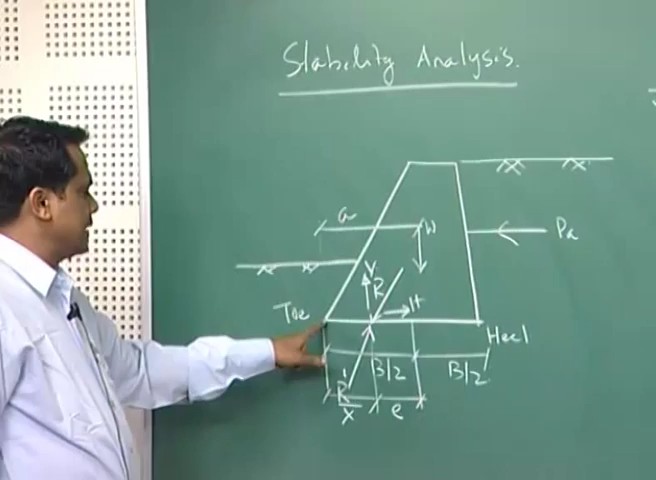 Stability Analysis.
a
W
Pa
V
R
H
Toe
Heel
B/2
B/2
R
x
e